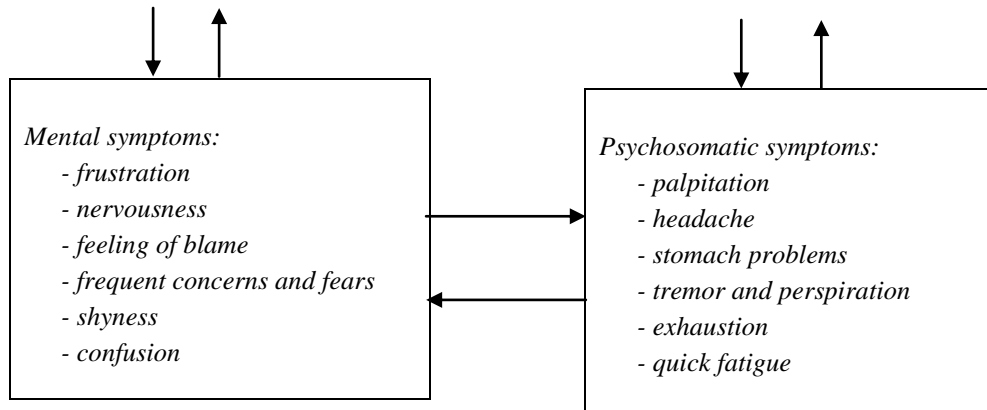 Mental symptoms:
- frustration
- nervousness
- feeling of blame
- frequent concerns and fears
- shyness
- confusion
Psychosomatic symptoms:
- palpitation
- headache
- stomach problems
- tremor and perspiration
- exhaustion
- quick fatigue